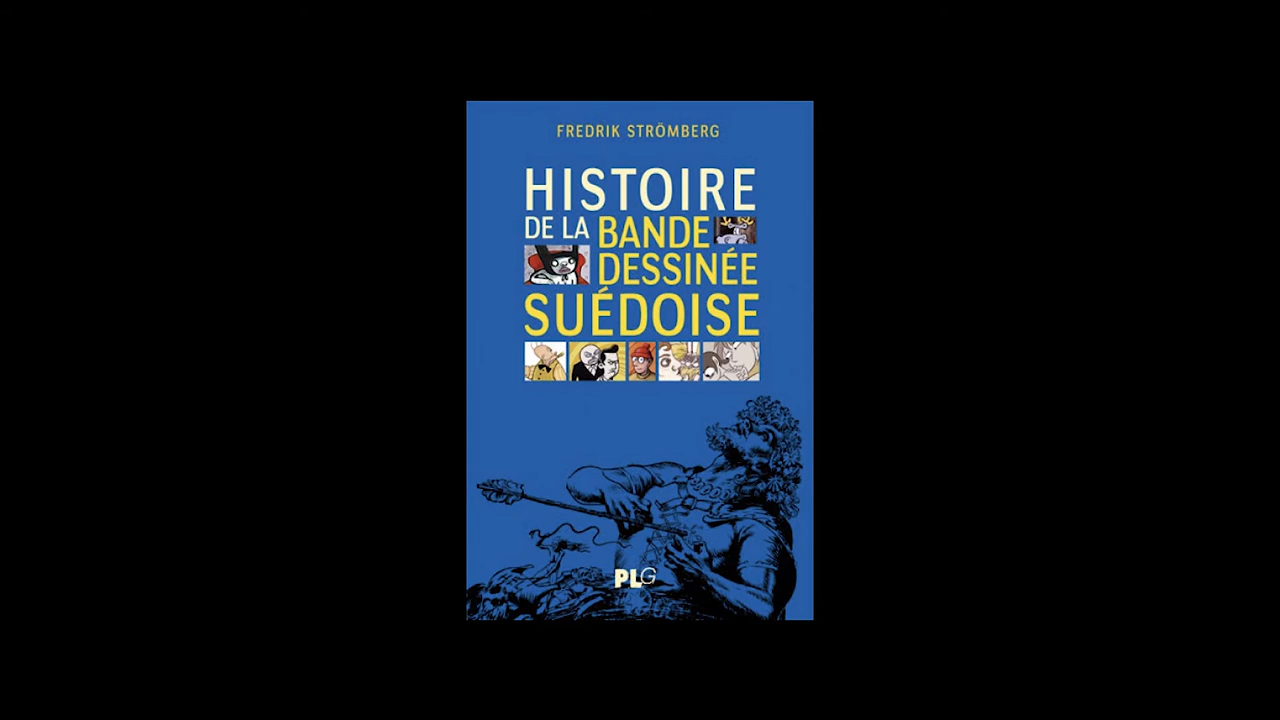 FREDRIK STRÖMBERG
HISTOIRE
DE LA BANDE
DESSINÉE
SUÉDOISE
PLG